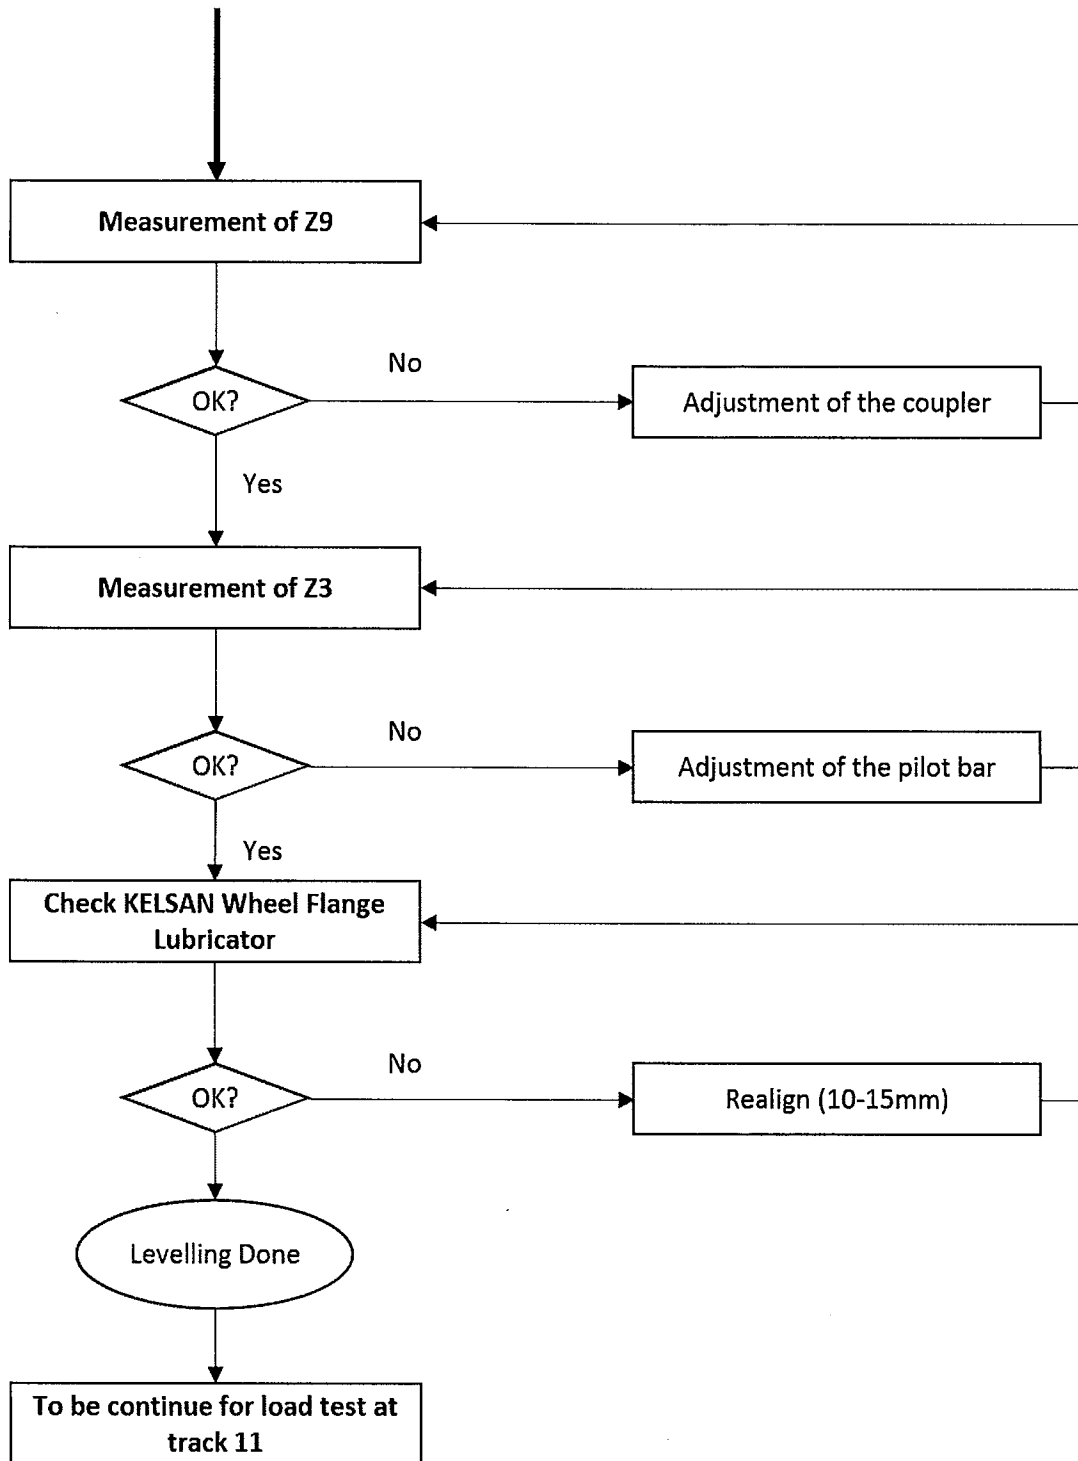 Measurement of Z9
No
OK?
Adjustment of the coupler
Yes
Measurement of Z3
No
OK?
Adjustment of the pilot bar
Yes
Check KELSAN Wheel Flange
Lubricator
No
OK?
Realign (10-15mm)
Levelling Done
To be continue for load test at
track 11